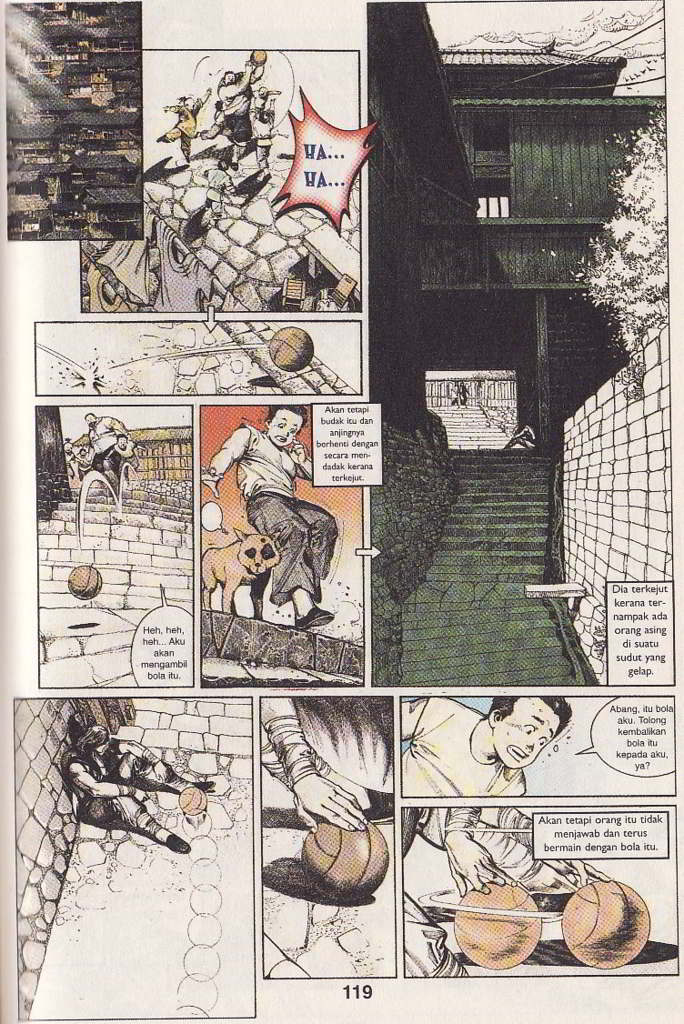 HA...
HA...
Akan tetapi
budak itu dan
anjingnya
berhenti dengan
secara men-
dadak kerana
terkejut.
Heh, heh,
heh... Aku
akan
mengambil
bola itu.
Dia terkejut
kerana ter-
nampak ada
orang asing
di suatu
sudut yang
gelap.
Abang, itu bola
aku. Tolong
kembalikan
bola itu
kepada aku,
ya?
Akan tetapi orang itu tidak
menjawab dan terus
bermain dengan bola itu.
119